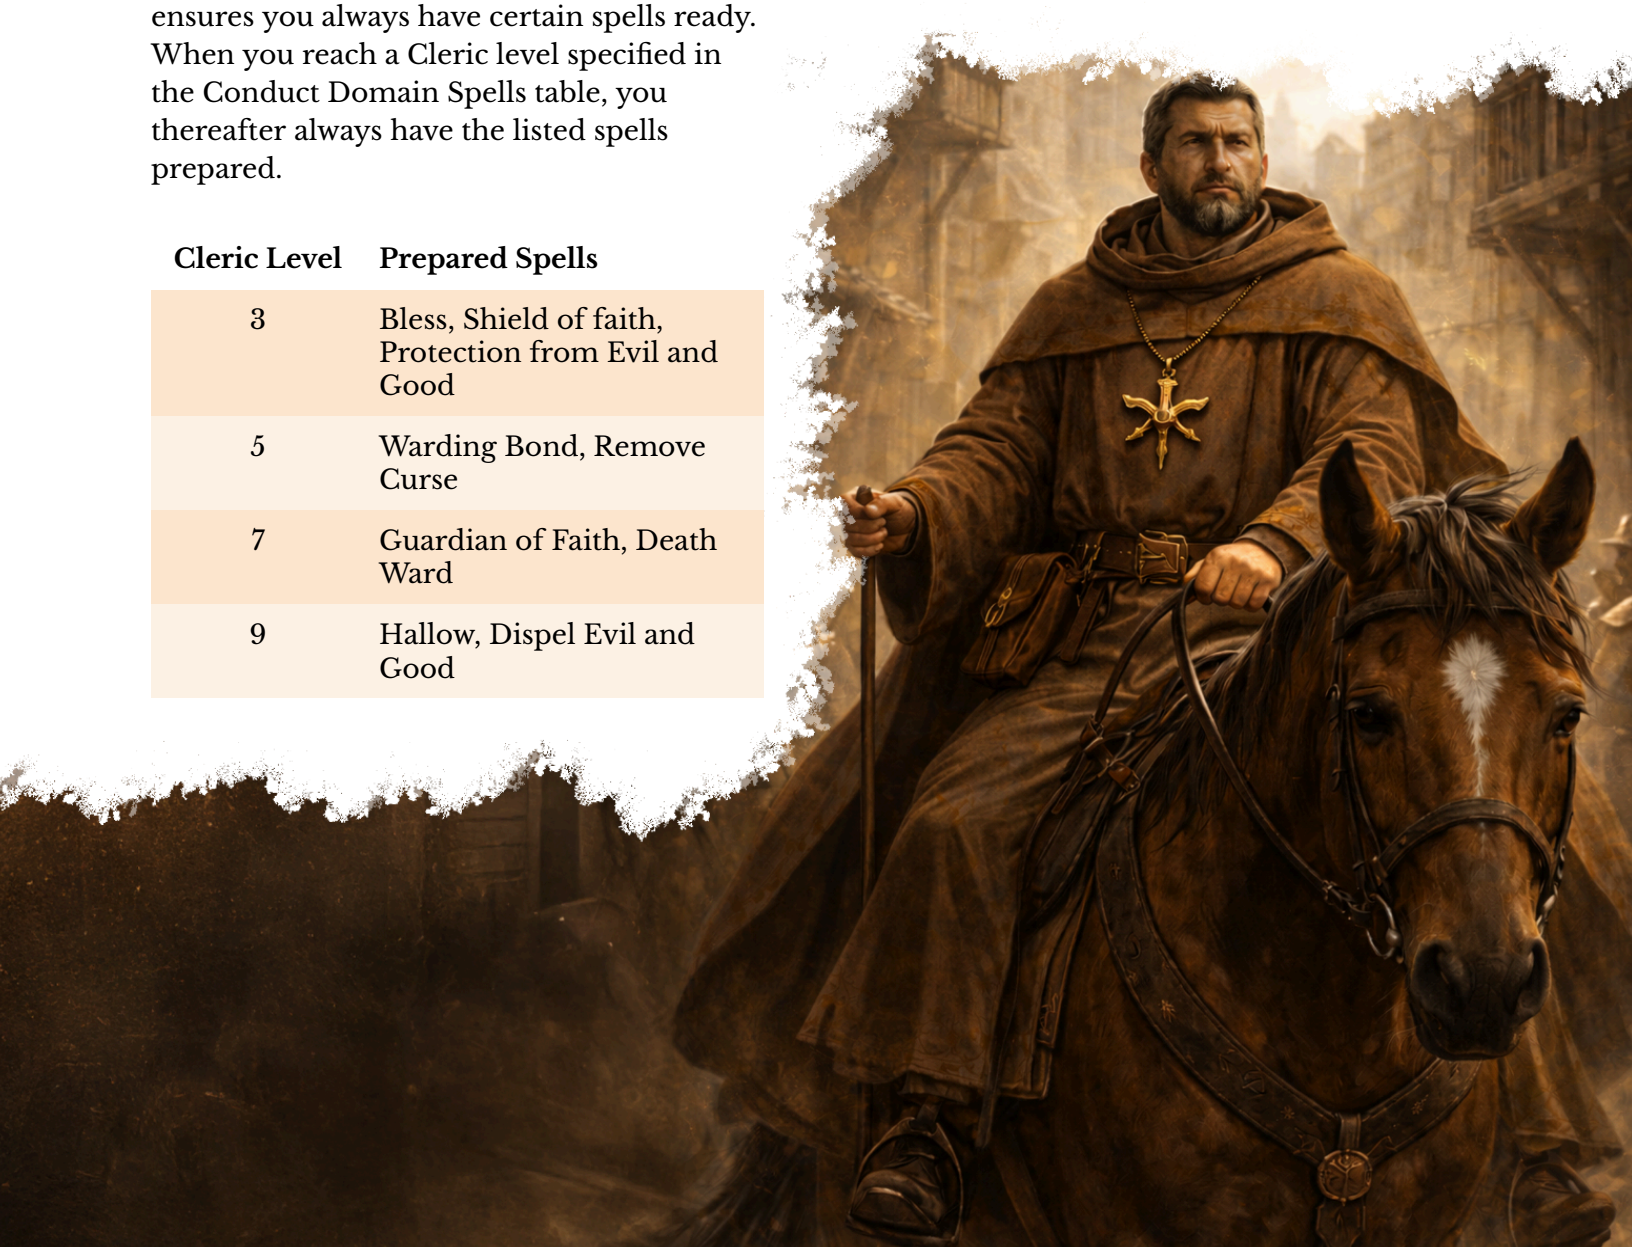 ensures you always have certain spells ready.
When you reach a Cleric level specified in
the Conduct Domain Spells table, you
thereafter always have the listed spells
prepared.
Cleric Level Prepared Spells
3 Bless, Shield of faith,
Protection from Evil and
Good
5 Warding Bond, Remove
Curse
7 Guardian of Faith, Death
Ward
9 Hallow, Dispel Evil and
Good